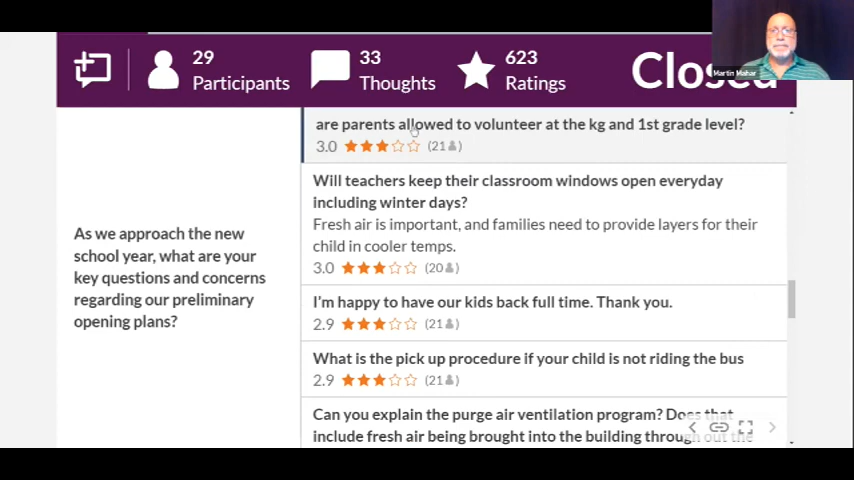 29
Participants
33
Thoughts
623
Ratings
Closed
Martin Mahar
As we approach the new
school year, what are your
key questions and concerns
regarding our preliminary
opening plans?
are parents allowed to volunteer at the kg and 1st grade level?
3.0 (21)
Will teachers keep their classroom windows open everyday
including winter days?
Fresh air is important, and families need to provide layers for their
child in cooler temps.
3.0 (20)
I'm happy to have our kids back full time. Thank you.
2.9 (21)
What is the pick up procedure if your child is not riding the bus
2.9 (21)
Can you explain the purge air ventilation program? Does that
include fresh air being brought into the building through out the